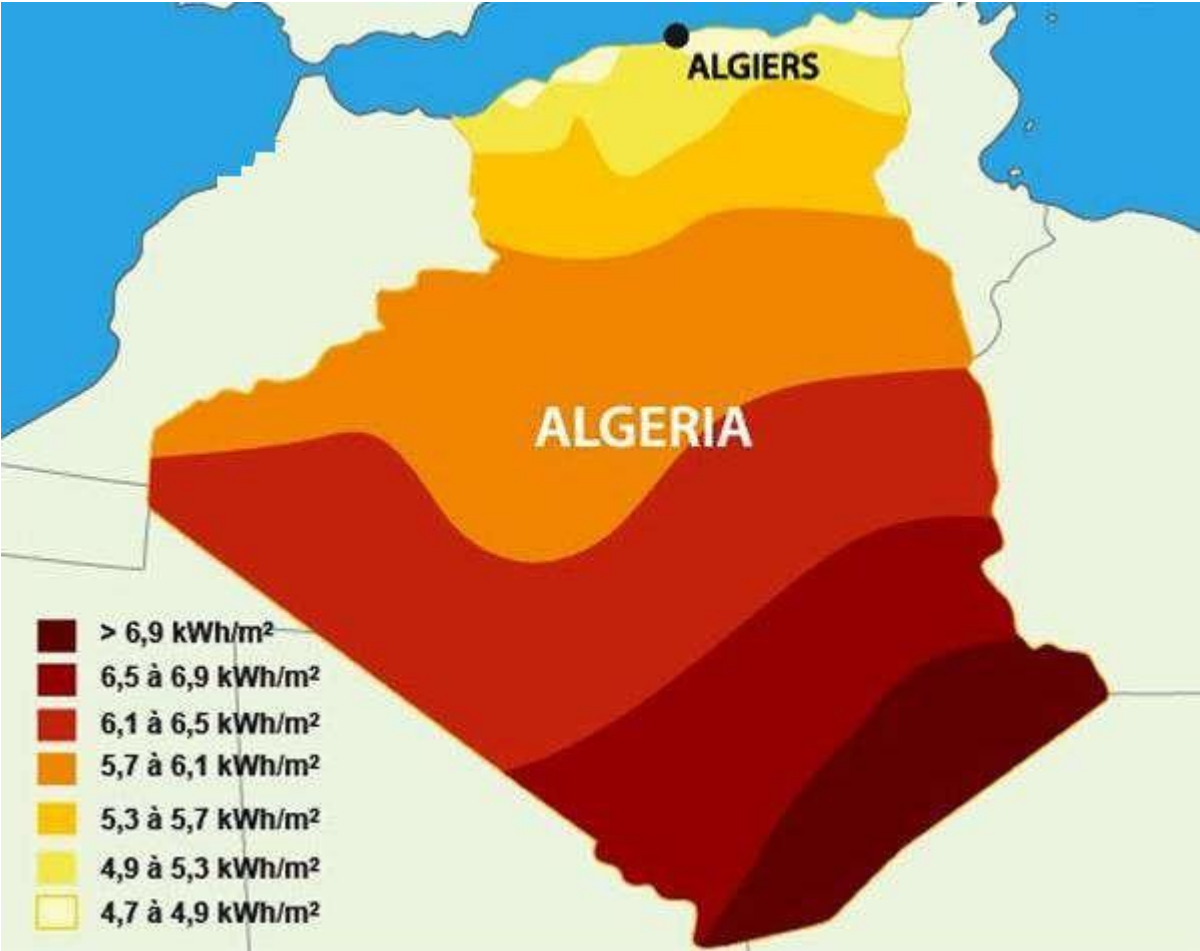 ALGIERS
ALGERIA
> 6,9 kWh/m²
6,5 à 6,9 kWh/m²
6,1 à 6,5 kWh/m²
5,7 à 6,1 kWh/m²
5,3 à 5,7 kWh/m²
4,9 à 5,3 kWh/m²
4,7 à 4,9 kWh/m²